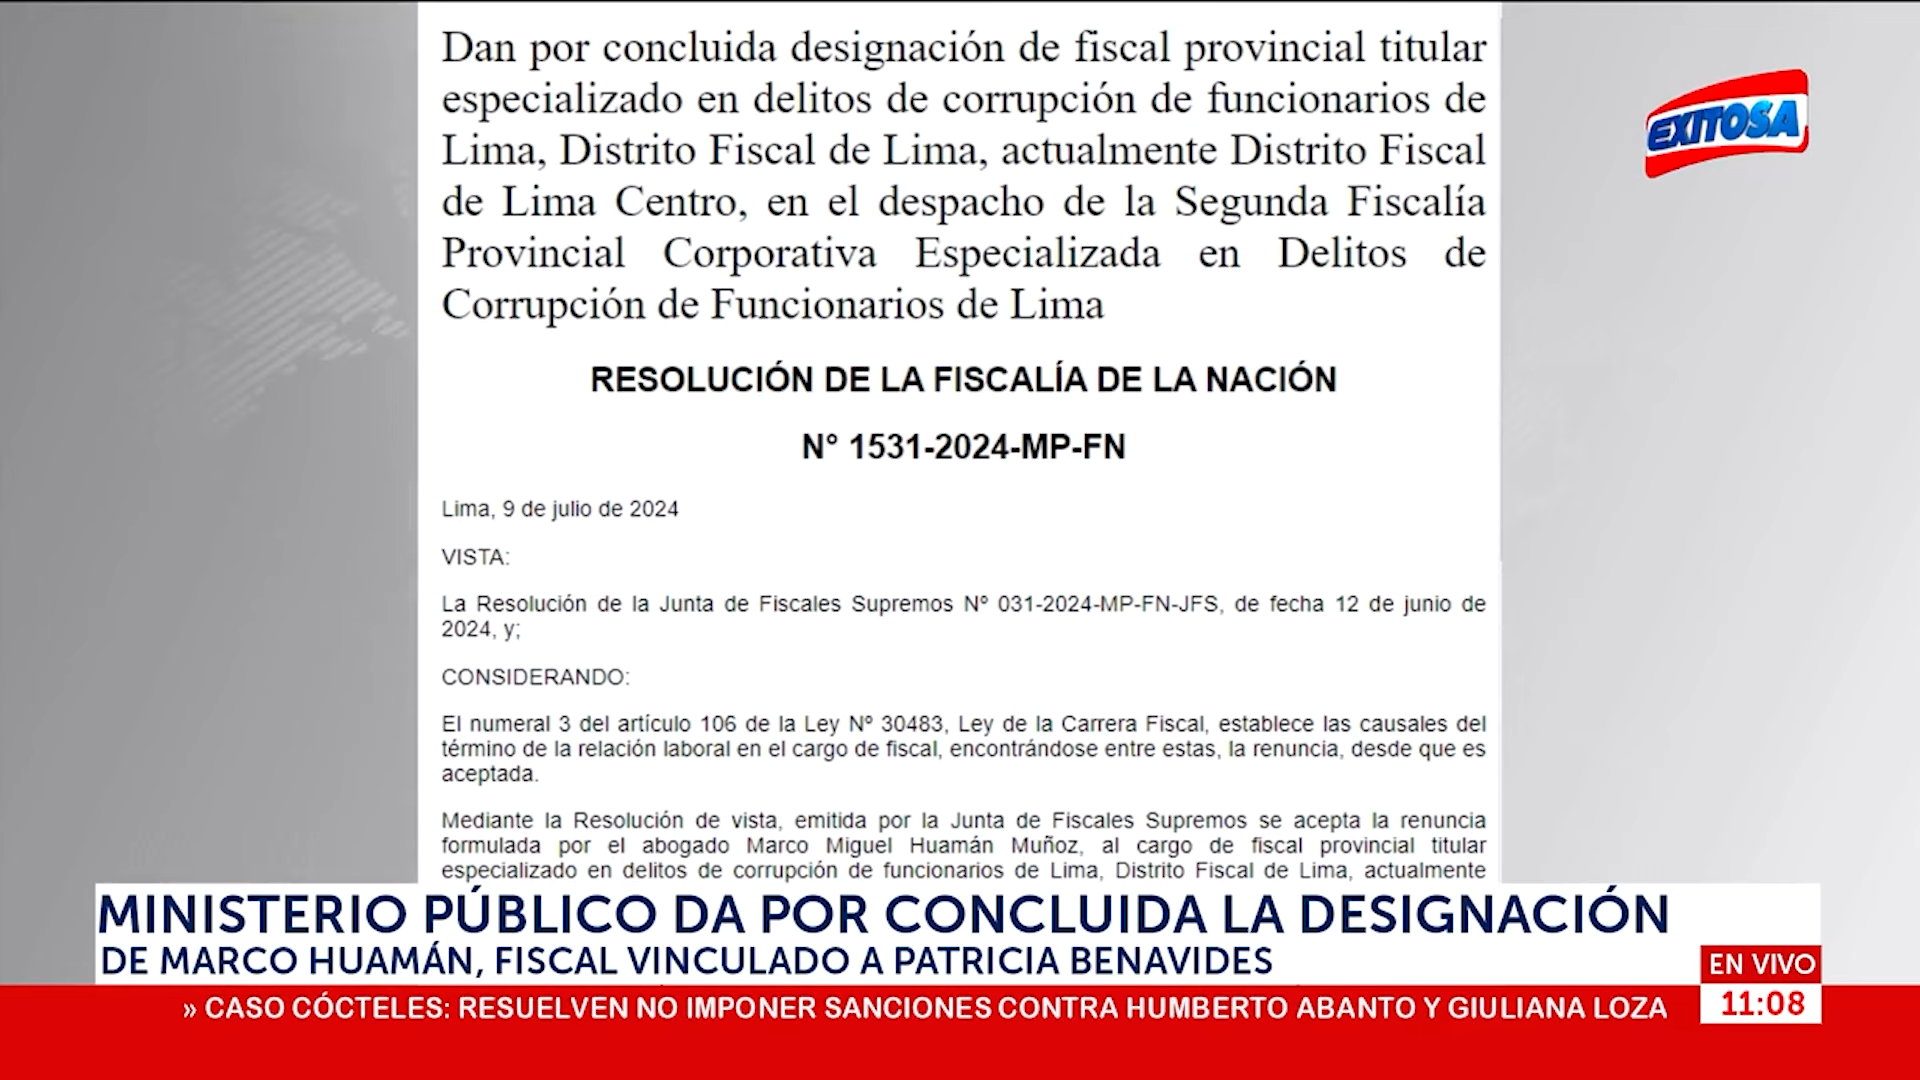 Dan por concluida designación de fiscal provincial titular
especializado en delitos de corrupción de funcionarios de
Lima, Distrito Fiscal de Lima, actualmente Distrito Fiscal
de Lima Centro, en el despacho de la Segunda Fiscalía
Provincial Corporativa Especializada en Delitos de
Corrupción de Funcionarios de Lima
EXITOSA
RESOLUCIÓN DE LA FISCALÍA DE LA NACIÓN
N° 1531-2024-MP-FN
Lima, 9 de julio de 2024
VISTA:
La Resolución de la Junta de Fiscales Supremos Nº 031-2024-MP-FN-JFS, de fecha 12 de junio de
2024, y;
CONSIDERANDO:
El numeral 3 del artículo 106 de la Ley Nº 30483, Ley de la Carrera Fiscal, establece las causales del
término de la relación laboral en el cargo de fiscal, encontrándose entre estas, la renuncia, desde que es
aceptada.
Mediante la Resolución de vista, emitida por la Junta de Fiscales Supremos se acepta la renuncia
formulada por el abogado Marco Miguel Huamán Muñoz, al cargo de fiscal provincial titular
especializado en delitos de corrupción de funcionarios de Lima, Distrito Fiscal de Lima, actualmente
MINISTERIO PÚBLICO DA POR CONCLUIDA LA DESIGNACIÓN
DE MARCO HUAMÁN, FISCAL VINCULADO A PATRICIA BENAVIDES
EN VIVO
» CASO CÓCTELES: RESUELVEN NO IMPONER SANCIONES CONTRA HUMBERTO ABANTO Y GIULIANA LOZA
11:08